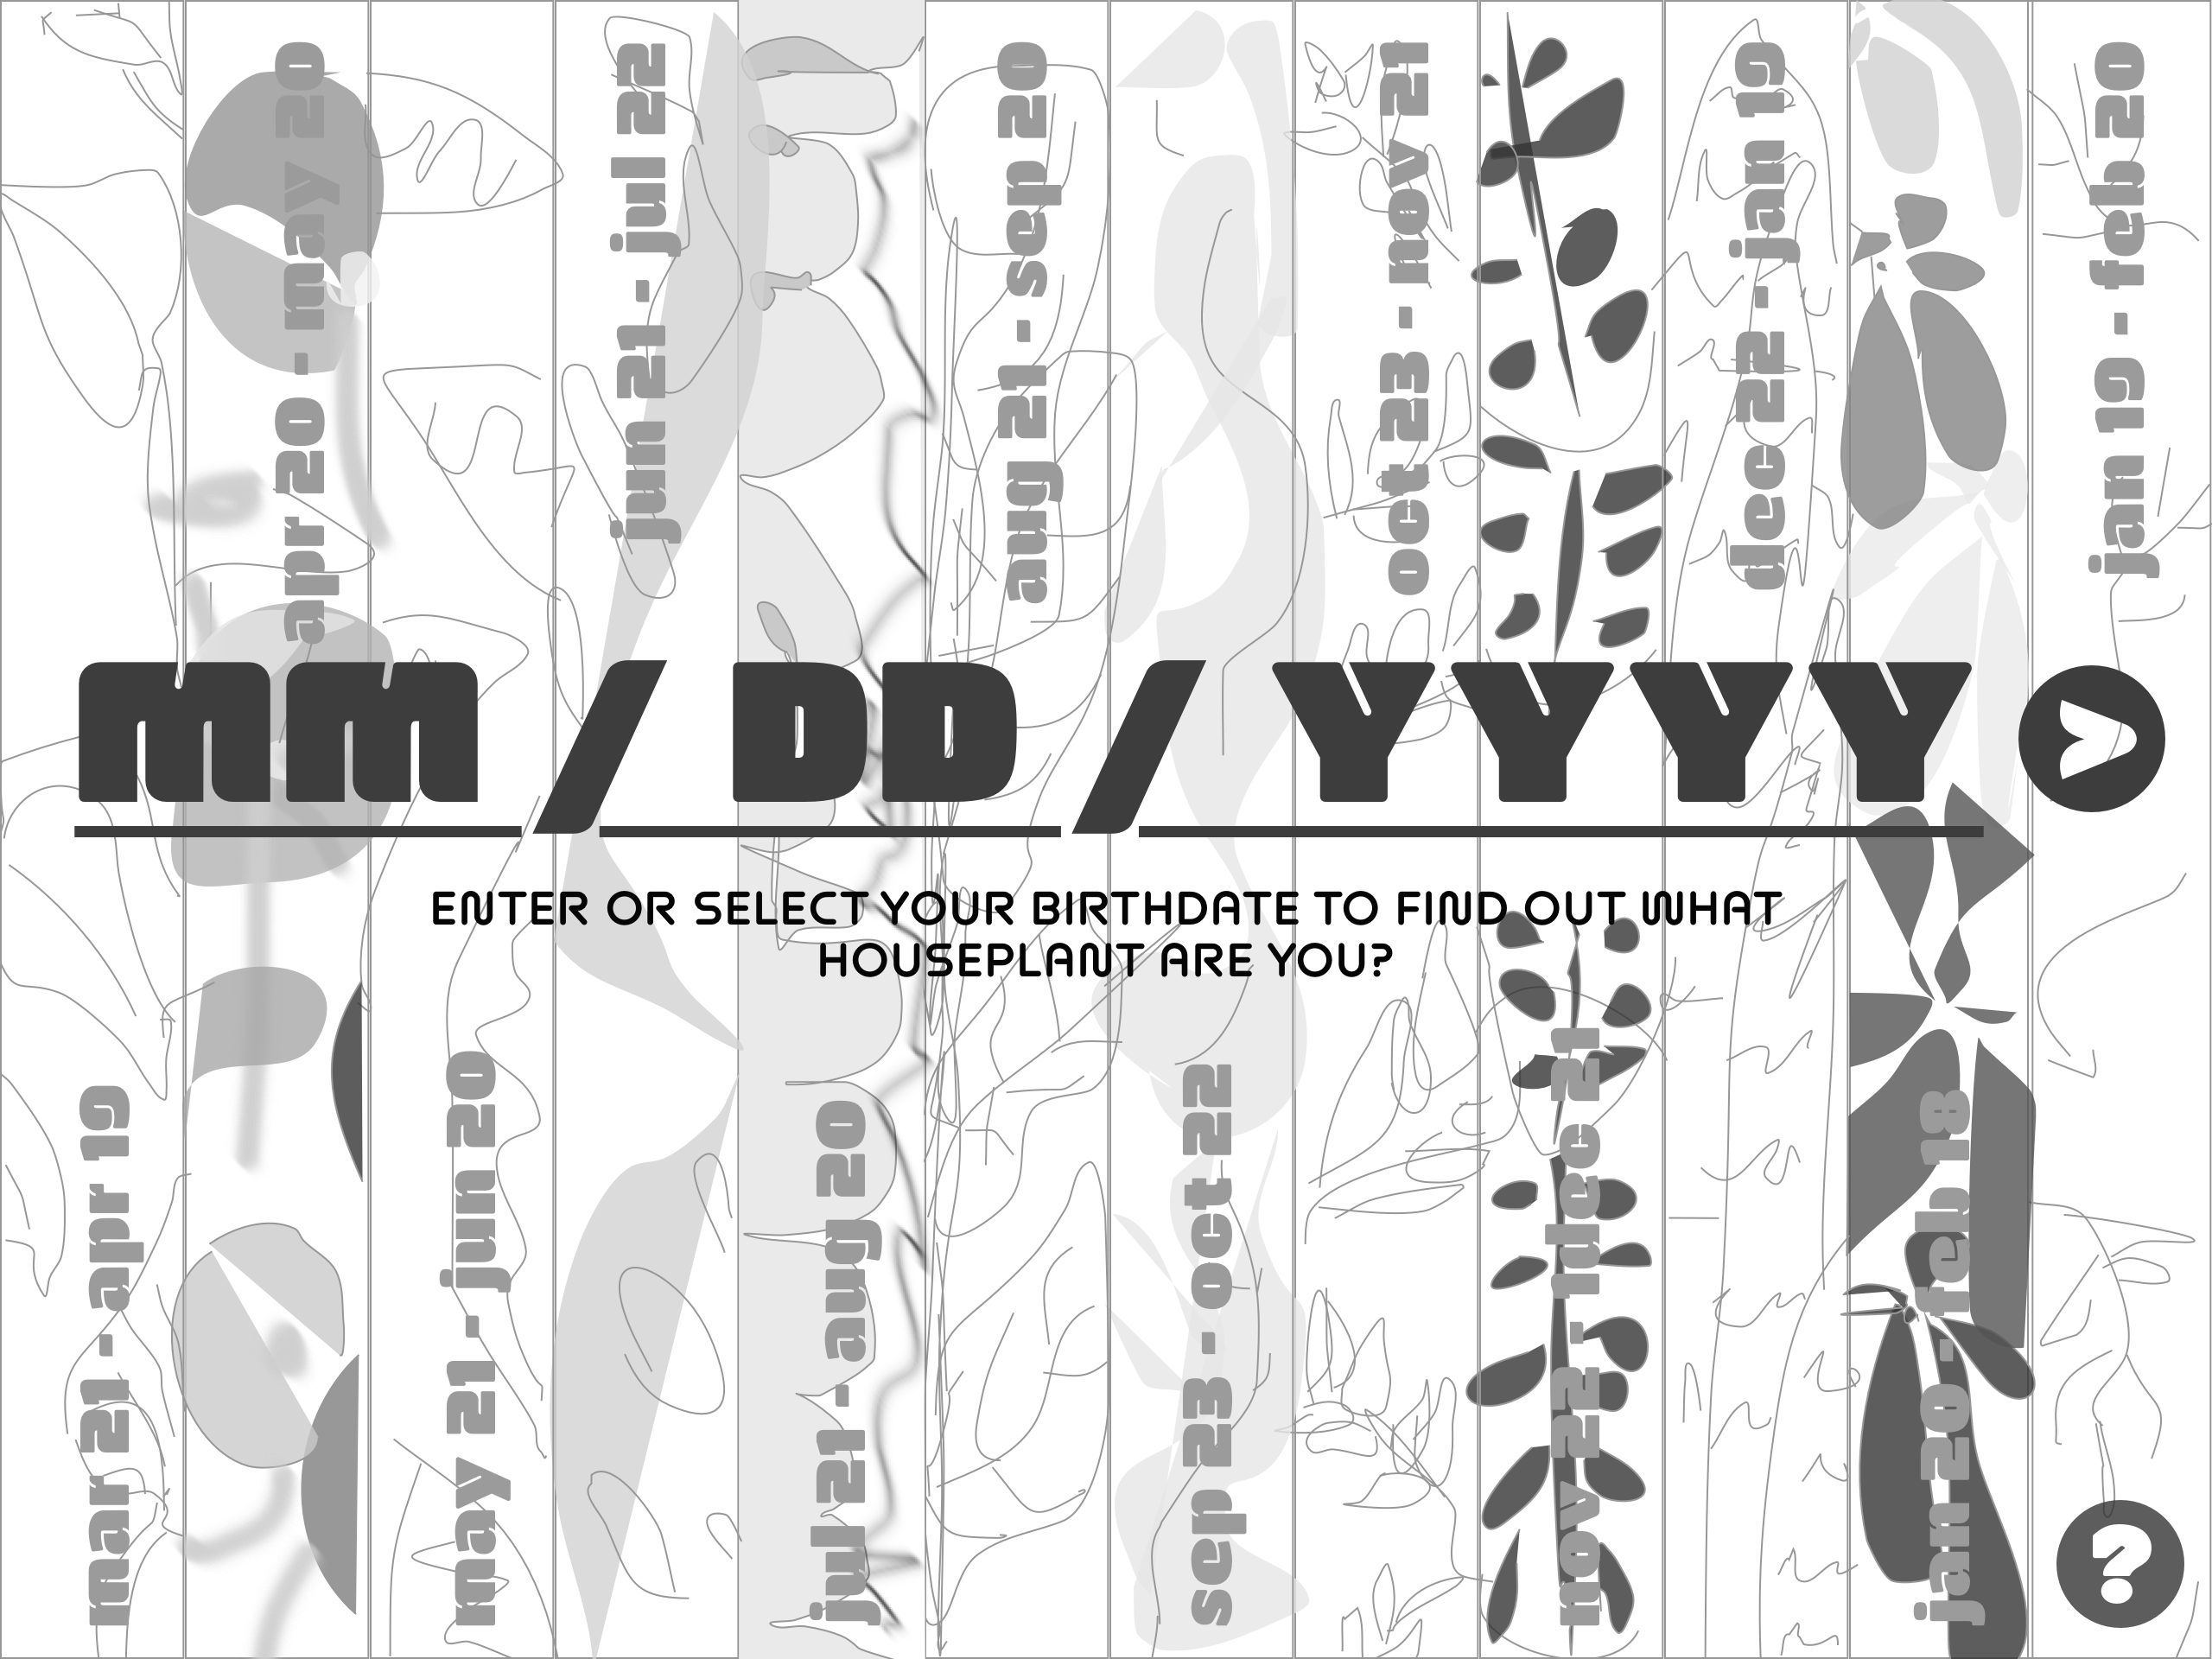 apr 20 - may 20
jun 21 - jul 22
aug 21 - sep 20
oct 23 - nov 21
dec 22 - jan 19
jan 19 - feb 20
MM / DD / YYYY
ENTER OR SELECT YOUR BIRTHDATE TO FIND OUT WHAT
HOUSEPLANT ARE YOU?
mar 21 - apr 19
may 21 - jun 20
jul 21 - aug 20
sep 23 - oct 22
nov 22 - dec 21
jan 20 - feb 18
?